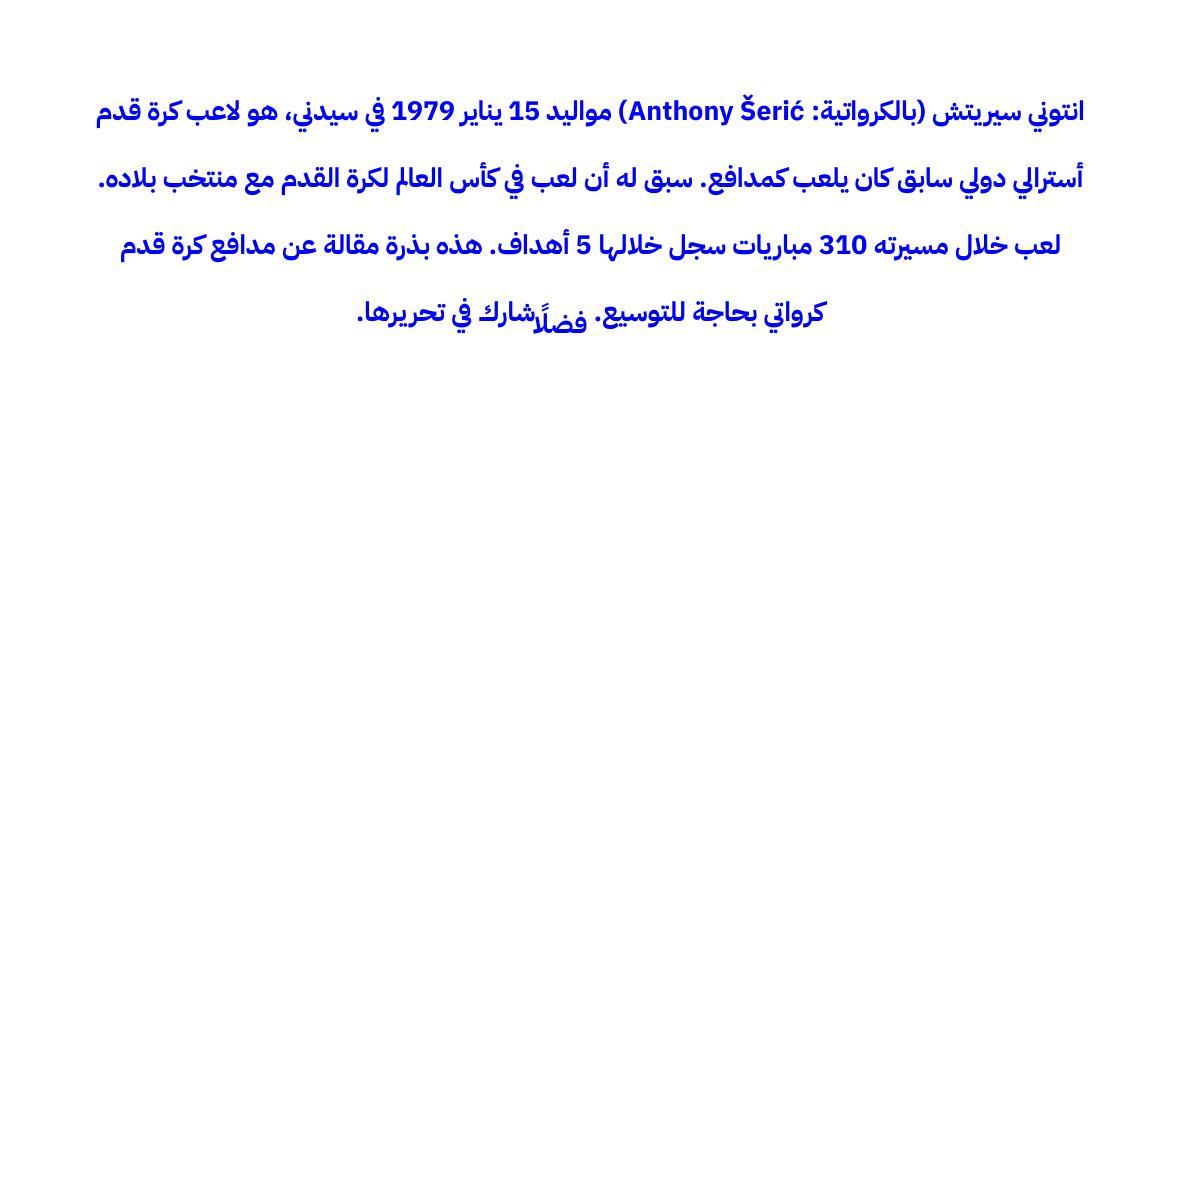 انتوني سيريتش (بالكرواتية: Anthony Šerić) مواليد 15 يناير 1979 في سيدني، هو لاعب كرة قدم
أسترالي دولي سابق كان يلعب كمدافع. سبق له أن لعب في كأس العالم لكرة القدم مع منتخب بلاده.
لعب خلال مسيرته 310 مباريات سجل خلالها 5 أهداف. هذه بذرة مقالة عن مدافع كرة قدم
كرواتي بحاجة للتوسيع. فضلًا شارك في تحريرها.